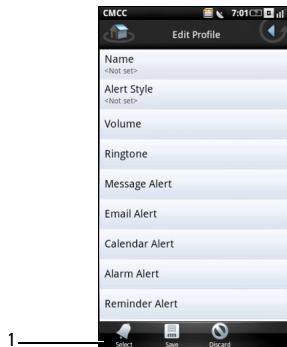 CMCC 7:01
Edit Profile
Name
<Not set>
Alert Style
<Not set>
Volume
Ringtone
Message Alert
Email Alert
Calendar Alert
Alarm Alert
Reminder Alert
1
Select Save Discard